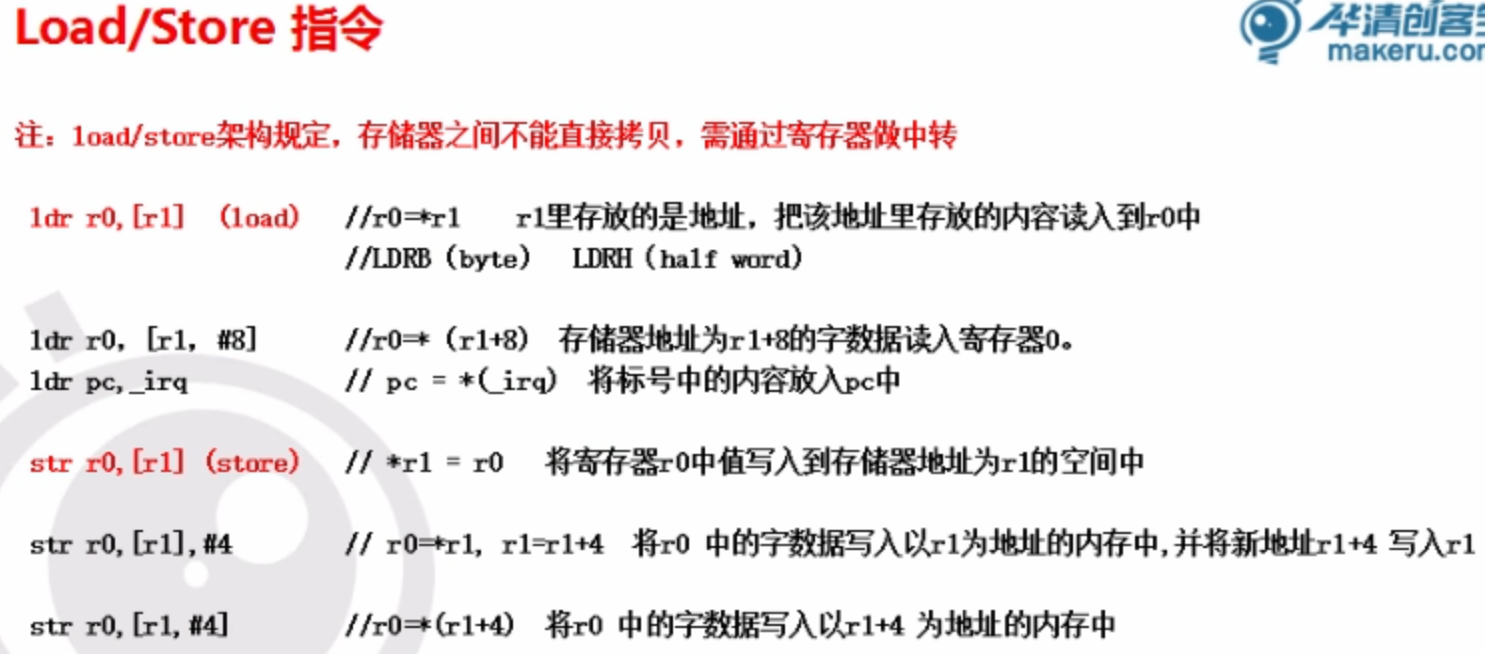 Load/Store 指令
华清创客
makeru.co
注：load/store架构规定，存储器之间不能直接拷贝，需通过寄存器做中转
ldr r0,[r1] (load) //r0=*r1 r1里存放的是地址，把该地址里存放的内容读入到r0中
//LDRB（byte） LDRH（half word）
ldr r0, [r1, #8] //r0=*（r1+8） 存储器地址为r1+8的字数据读入寄存器0。
ldr pc,_irq // pc = *(_irq) 将标号中的内容放入pc中
str r0,[r1] (store) // *r1 = r0 将寄存器r0中值写入到存储器地址为r1的空间中
str r0,[r1],#4 // r0=*r1, r1=r1+4 将r0 中的字数据写入以r1为地址的内存中,并将新地址r1+4 写入r1
str r0,[r1,#4] //r0=*(r1+4) 将r0 中的字数据写入以r1+4 为地址的内存中